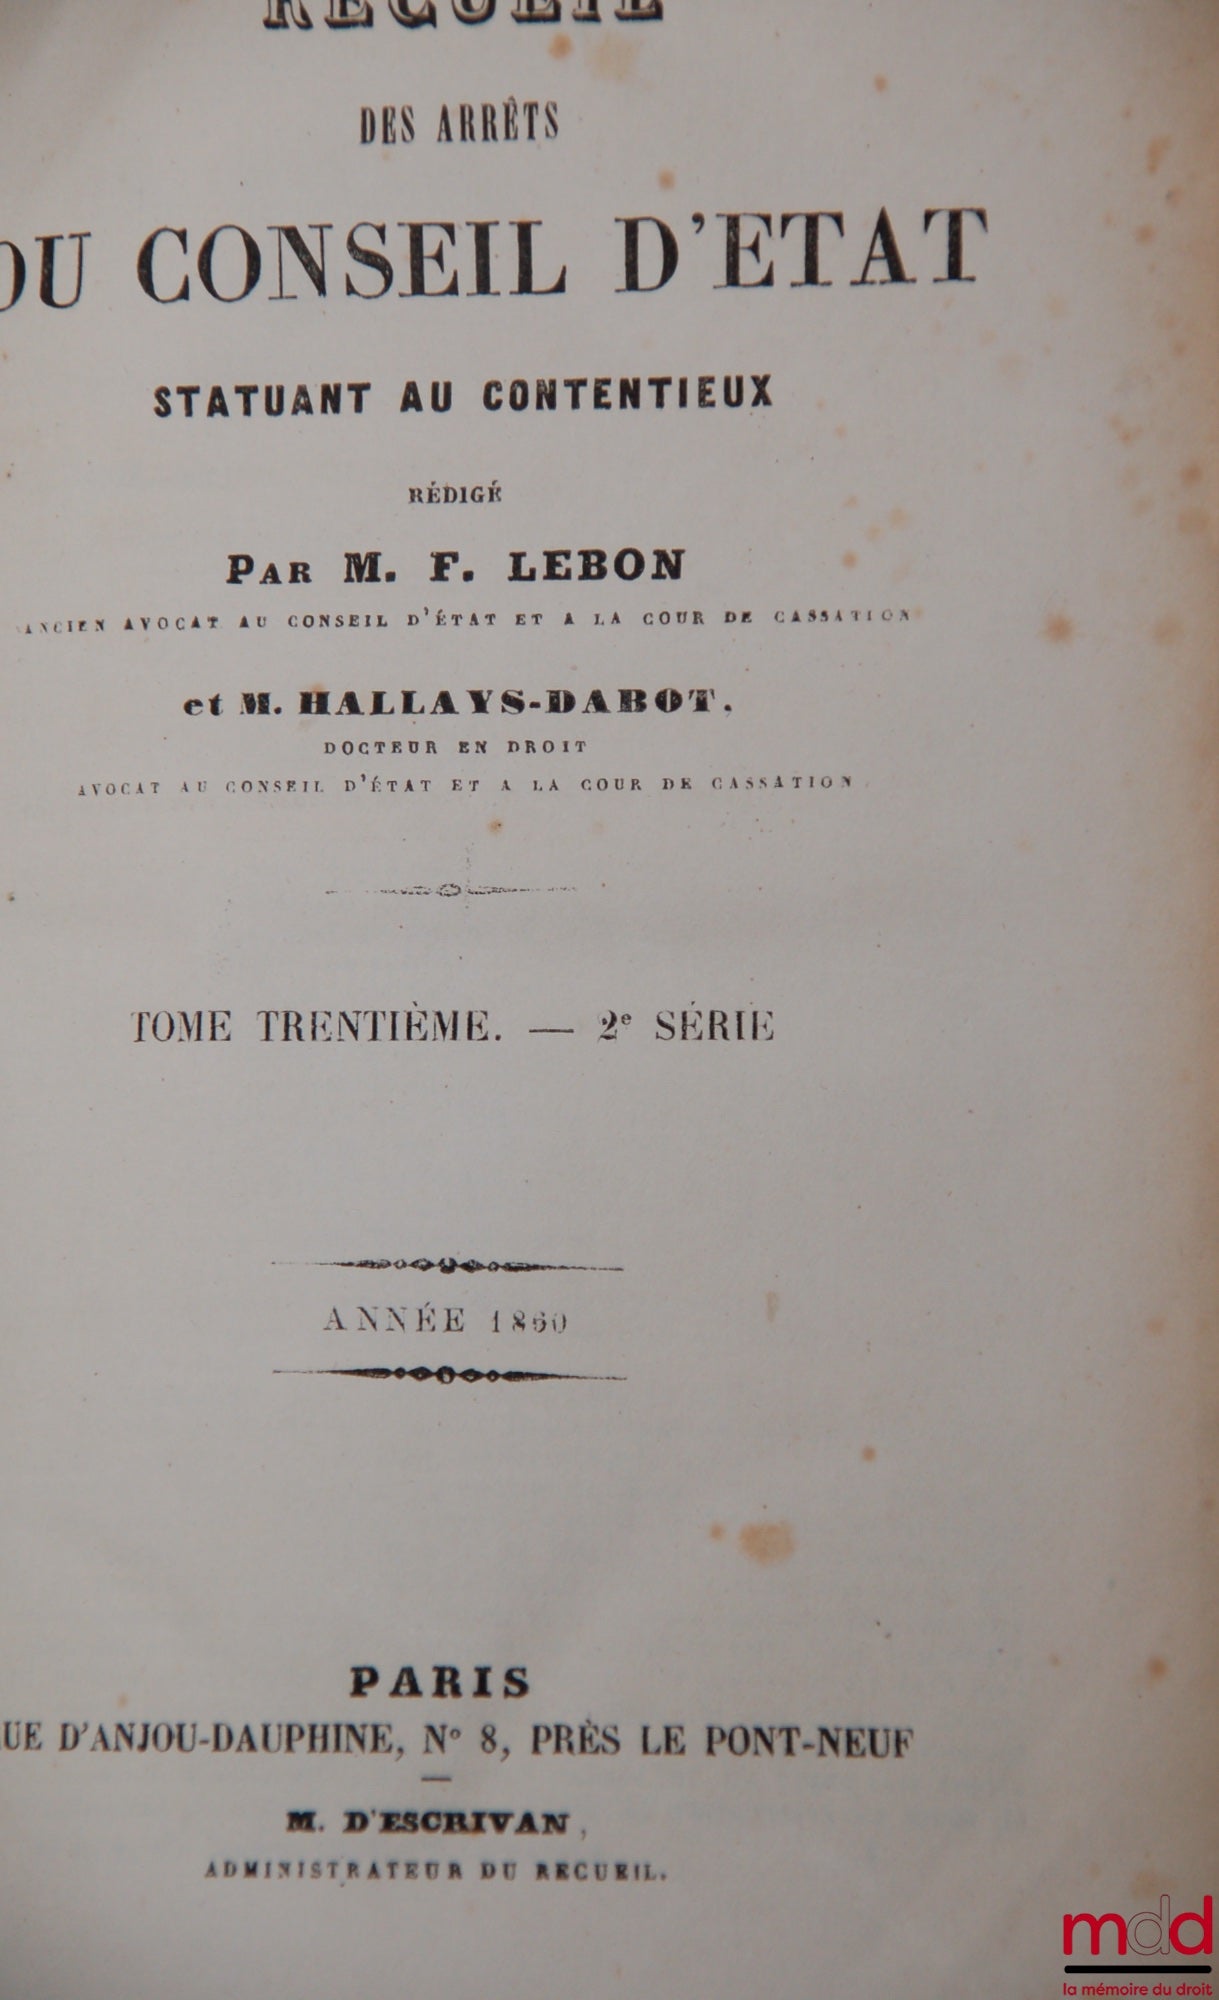 RECUEIL
DES ARRÊTS
DU CONSEIL D'ETAT
STATUANT AU CONTENTIEUX
RÉDIGÉ
PAR M. F. LEBON
ANCIEN AVOCAT AU CONSEIL D'ÉTAT ET A LA COUR DE CASSATION
et M. HALLAYS-DABOT.
DOCTEUR EN DROIT
AVOCAT AU CONSEIL D'ÉTAT ET A LA COUR DE CASSATION
TOME TRENTIÈME. — 2e SÉRIE
ANNÉE 1860
PARIS
UE D'ANJOU-DAUPHINE, No 8, PRÈS LE PONT-NEUF
M. D'ESCRIVAN,
ADMINISTRATEUR DU RECUEIL.
mdd
la mémoire du droit